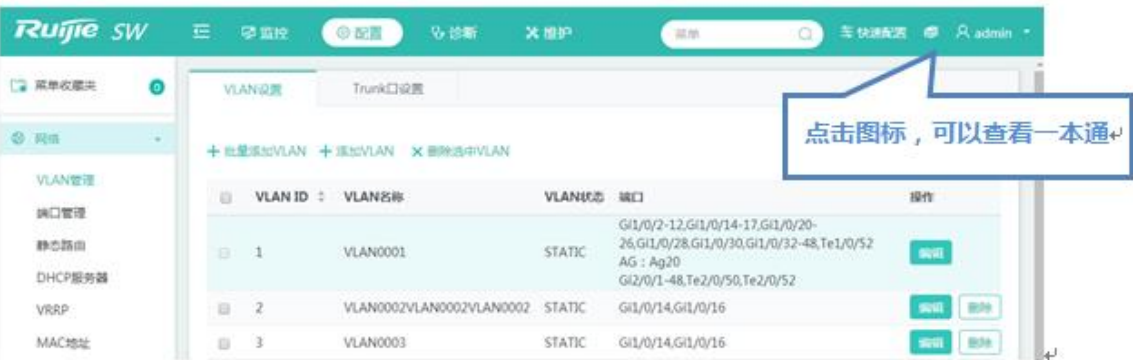 Ruijie SW 监控 配置 诊断 维护 菜单 快速配置 admin
菜单收藏夹 0
VLAN设置 Trunk口设置
点击图标，可以查看一本通
网络
批量添加VLAN 添加VLAN 删除选中VLAN
VLAN管理
VLAN ID VLAN名称 VLAN状态 端口 操作
端口管理
静态路由
DHCP服务器
VRRP
MAC地址
1 VLAN0001 STATIC Gi1/0/2-12,Gi1/0/14-17,Gi1/0/20-
26,Gi1/0/28,Gi1/0/30,Gi1/0/32-48,Te1/0/52
AG：Ag20
Gi2/0/1-48,Te2/0/50,Te2/0/52
编辑
2 VLAN0002VLAN0002VLAN0002 STATIC Gi1/0/14,Gi1/0/16 编辑 删除
3 VLAN0003 STATIC Gi1/0/14,Gi1/0/16 编辑 删除